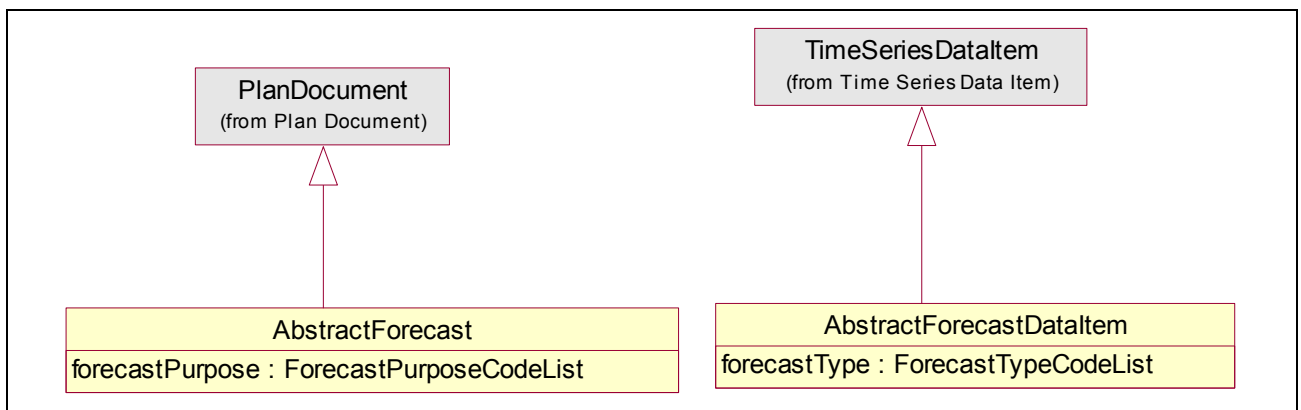 PlanDocument
(from Plan Document)
TimeSeriesDataItem
(from Time Series Data Item)
AbstractForecast
forecastPurpose : ForecastPurposeCodeList
AbstractForecastDataItem
forecastType : ForecastTypeCodeList